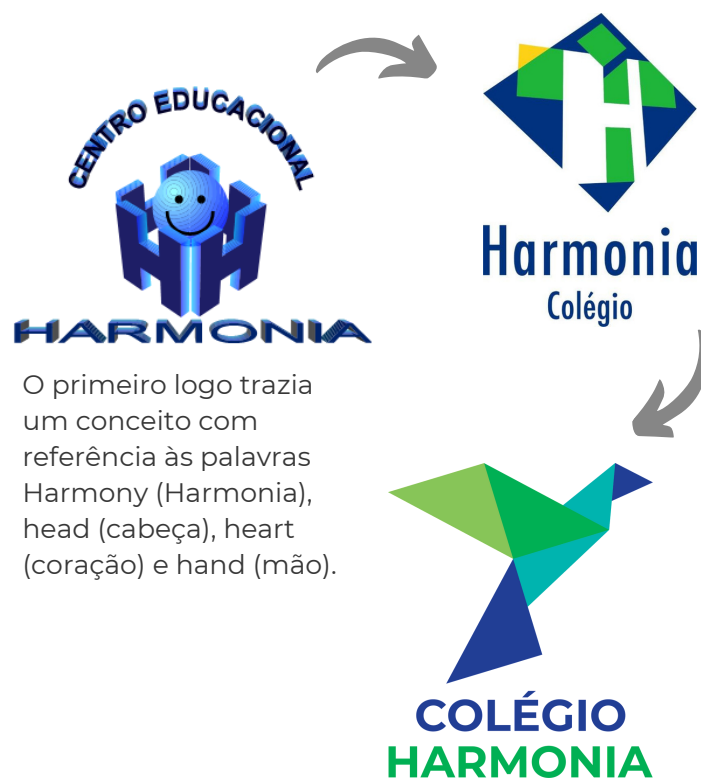 CENTRO EDUCACIONAL
HARMONIA
O primeiro logo trazia
um conceito com
referência às palavras
Harmony (Harmonia),
head (cabeça), heart
(coração) e hand (mão).
H
Harmonia
Colégio
COLÉGIO
HARMONIA